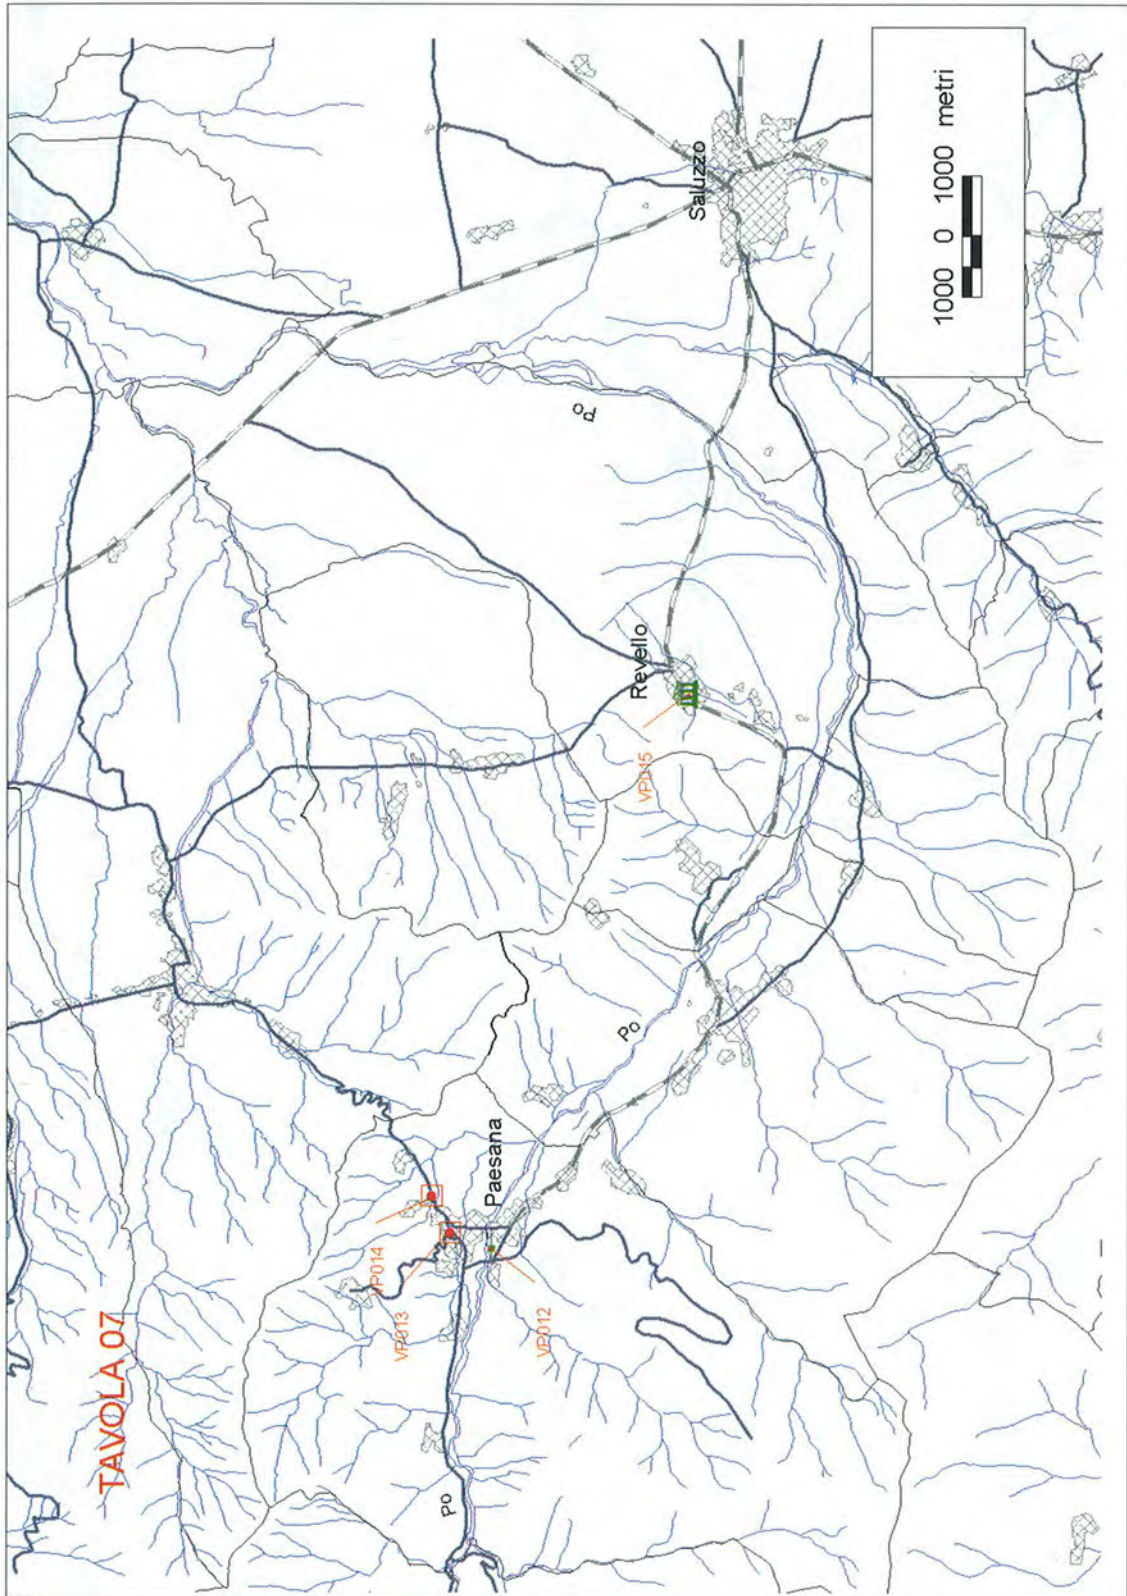 TAVOLA 07
Po
VP014
VP013
VP012
Paesana
Po
Revello
VP015
Po
Saluzzo
1000 0 1000 metri